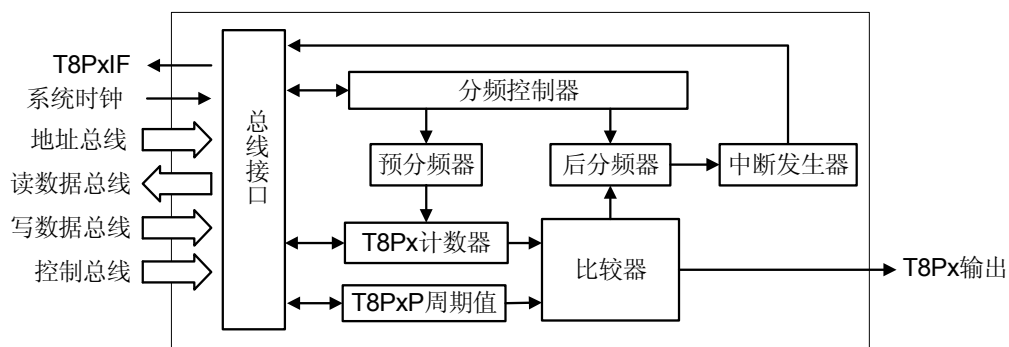 T8PxIF
系统时钟
地址总线
读数据总线
写数据总线
控制总线
总线接口
分频控制器
预分频器
后分频器
中断发生器
T8Px计数器
比较器
T8PxP周期值
T8Px输出